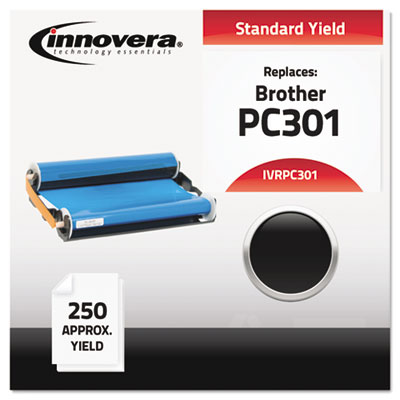 innovera®
technology essentials
Standard Yield
Replaces:
Brother
PC301
IVRPC301
250
APPROX.
YIELD